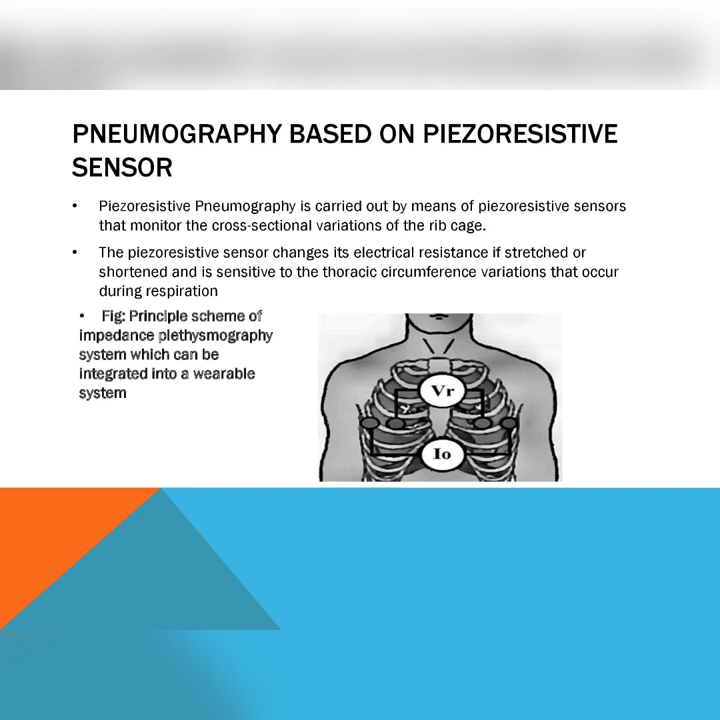 PNEUMOGRAPHY BASED ON PIEZORESISTIVE
SENSOR
• Piezoresistive Pneumography is carried out by means of piezoresistive sensors
that monitor the cross-sectional variations of the rib cage.
• The piezoresistive sensor changes its electrical resistance if stretched or
shortened and is sensitive to the thoracic circumference variations that occur
during respiration
• Fig: Principle scheme of
impedance plethysmography
system which can be
integrated into a wearable
system
Vr
Io